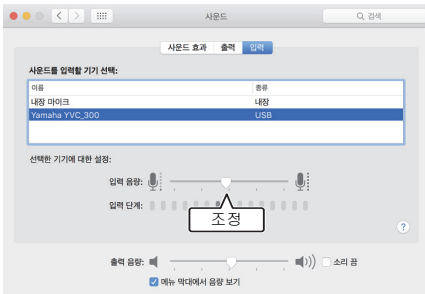 사운드
검색
사운드 효과 출력 입력
사운드를 입력할 기기 선택:
이름 종류
내장 마이크 내장
Yamaha YVC_300 USB
선택한 기기에 대한 설정:
입력 음량:
입력 단계:
조정
?
출력 음량: 소리 끔
메뉴 막대에서 음량 보기